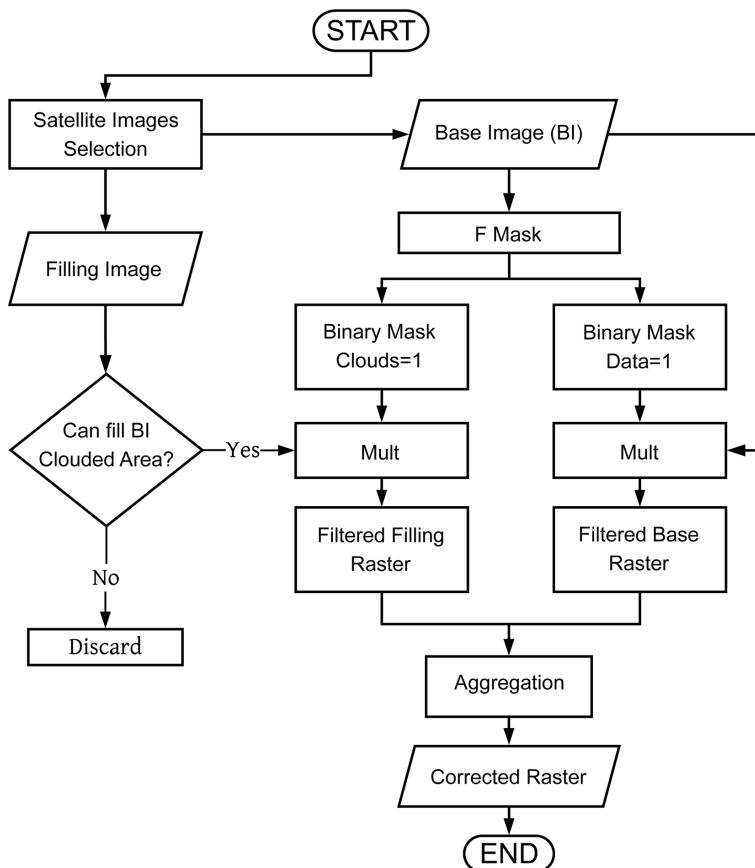 START
Satellite Images
Selection
Base Image (BI)
F Mask
Filling Image
Binary Mask
Clouds=1
Binary Mask
Data=1
Can fill BI
Clouded Area?
Yes
Mult
Mult
Filtered Filling
Raster
Filtered Base
Raster
No
Discard
Aggregation
Corrected Raster
END